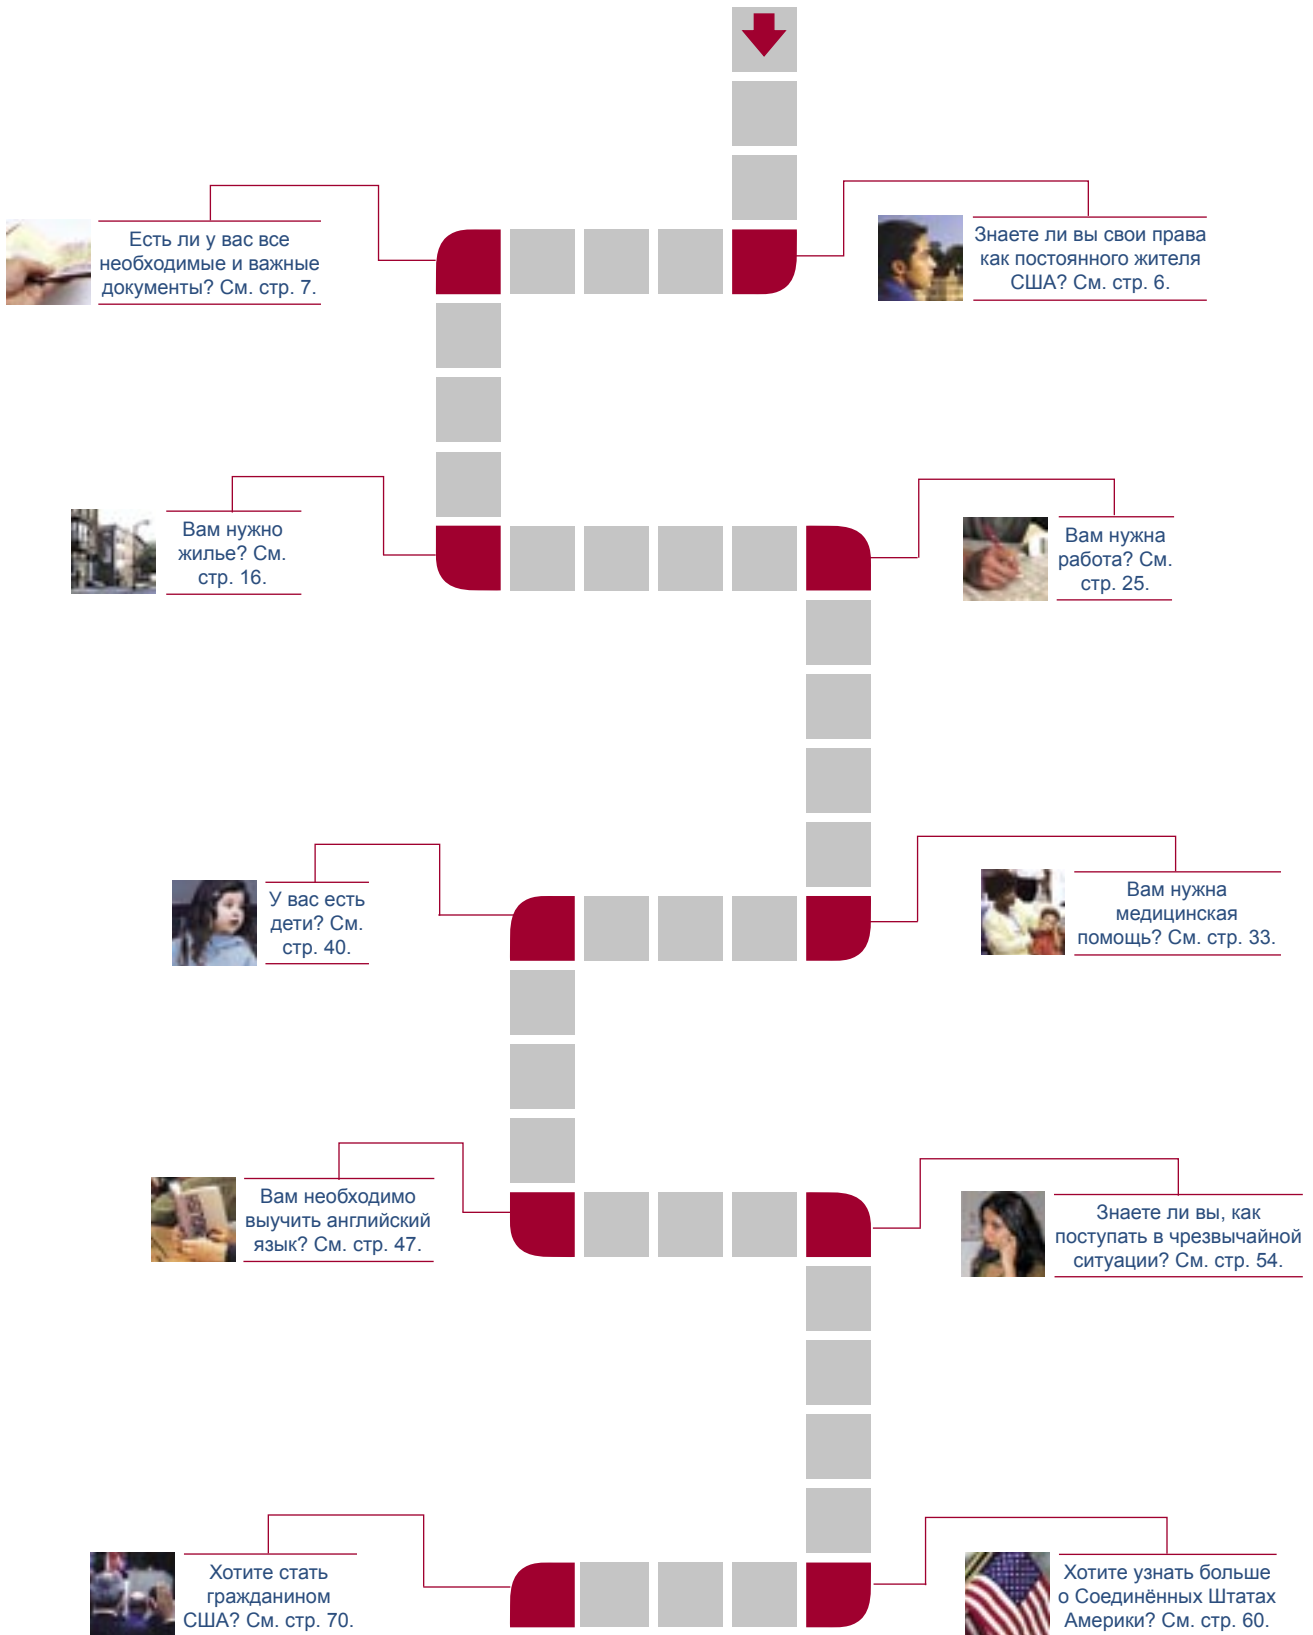 Есть ли у вас все
необходимые и важные
документы? См. стр. 7.
Знаете ли вы свои права
как постоянного жителя
США? См. стр. 6.
Вам нужно
жилье? См.
стр. 16.
Вам нужна
работа? См.
стр. 25.
У вас есть
дети? См.
стр. 40.
Вам нужна
медицинская
помощь? См. стр. 33.
Вам необходимо
выучить английский
язык? См. стр. 47.
Знаете ли вы, как
поступать в чрезвычайной
ситуации? См. стр. 54.
Хотите стать
гражданином
США? См. стр. 70.
Хотите узнать больше
о Соединённых Штатах
Америки? См. стр. 60.